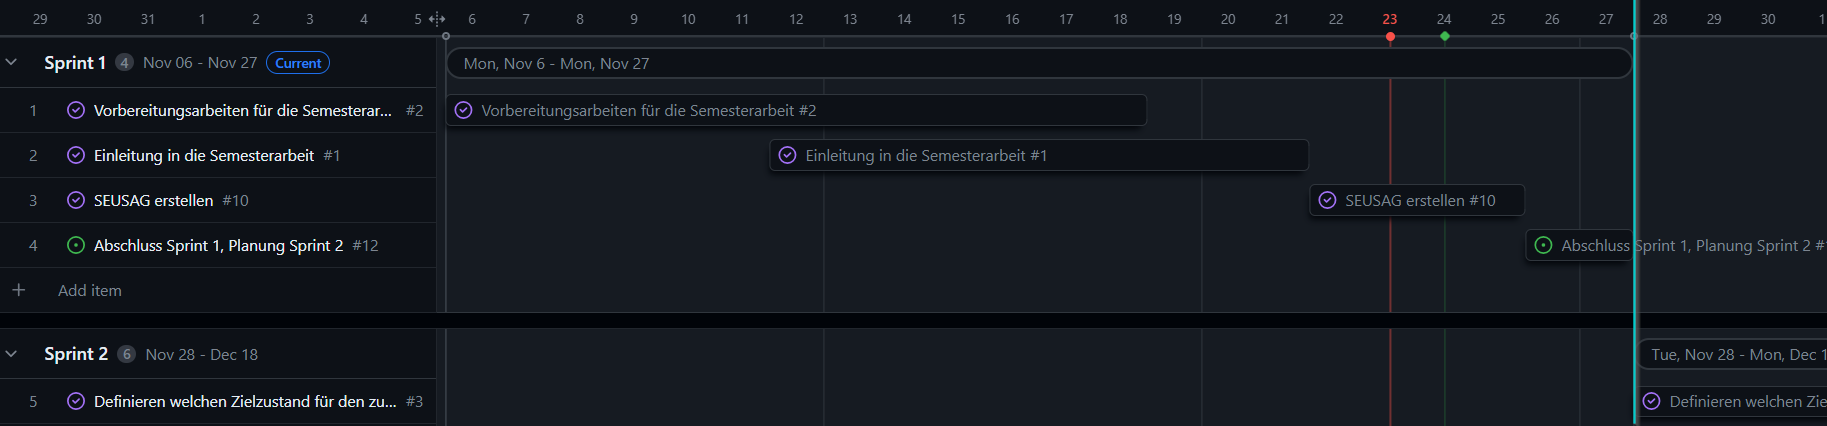 29 30 31 1 2 3 4 5 6 7 8 9 10 11 12 13 14 15 16 17 18 19 20 21 22 23 24 25 26 27 28 29 30 1
Sprint 1 4 Nov 06 - Nov 27 Current
Mon, Nov 6 - Mon, Nov 27
1 Vorbereitungsarbeiten für die Semesterar... #2
Vorbereitungsarbeiten für die Semesterarbeit #2
2 Einleitung in die Semesterarbeit #1
Einleitung in die Semesterarbeit #1
3 SEUSAG erstellen #10
SEUSAG erstellen #10
4 Abschluss Sprint 1, Planung Sprint 2 #12
Abschluss Sprint 1, Planung Sprint 2 #
Add item
Sprint 2 6 Nov 28 - Dec 18
Tue, Nov 28 - Mon, Dec 1
5 Definieren welchen Zielzustand für den zu... #3
Definieren welchen Zie